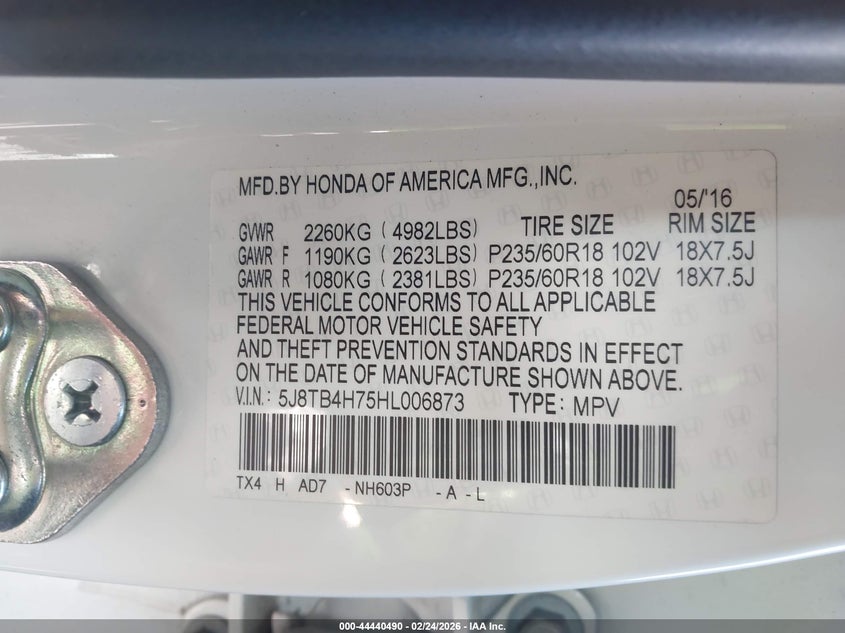 MFD.BY HONDA OF AMERICA MFG.,INC.
05/'16
GVWR 2260KG ( 4982LBS) TIRE SIZE RIM SIZE
GAWR F 1190KG ( 2623LBS) P235/60R18 102V 18X7.5J
GAWR R 1080KG ( 2381LBS) P235/60R18 102V 18X7.5J
THIS VEHICLE CONFORMS TO ALL APPLICABLE
FEDERAL MOTOR VEHICLE SAFETY
AND THEFT PREVENTION STANDARDS IN EFFECT
ON THE DATE OF MANUFACTURE SHOWN ABOVE.
V.I.N.: 5J8TB4H75HL006873 TYPE: MPV
TX4 H AD7 - NH603P - A - L
000-44440490 - 02/24/2026 - IAA Inc.